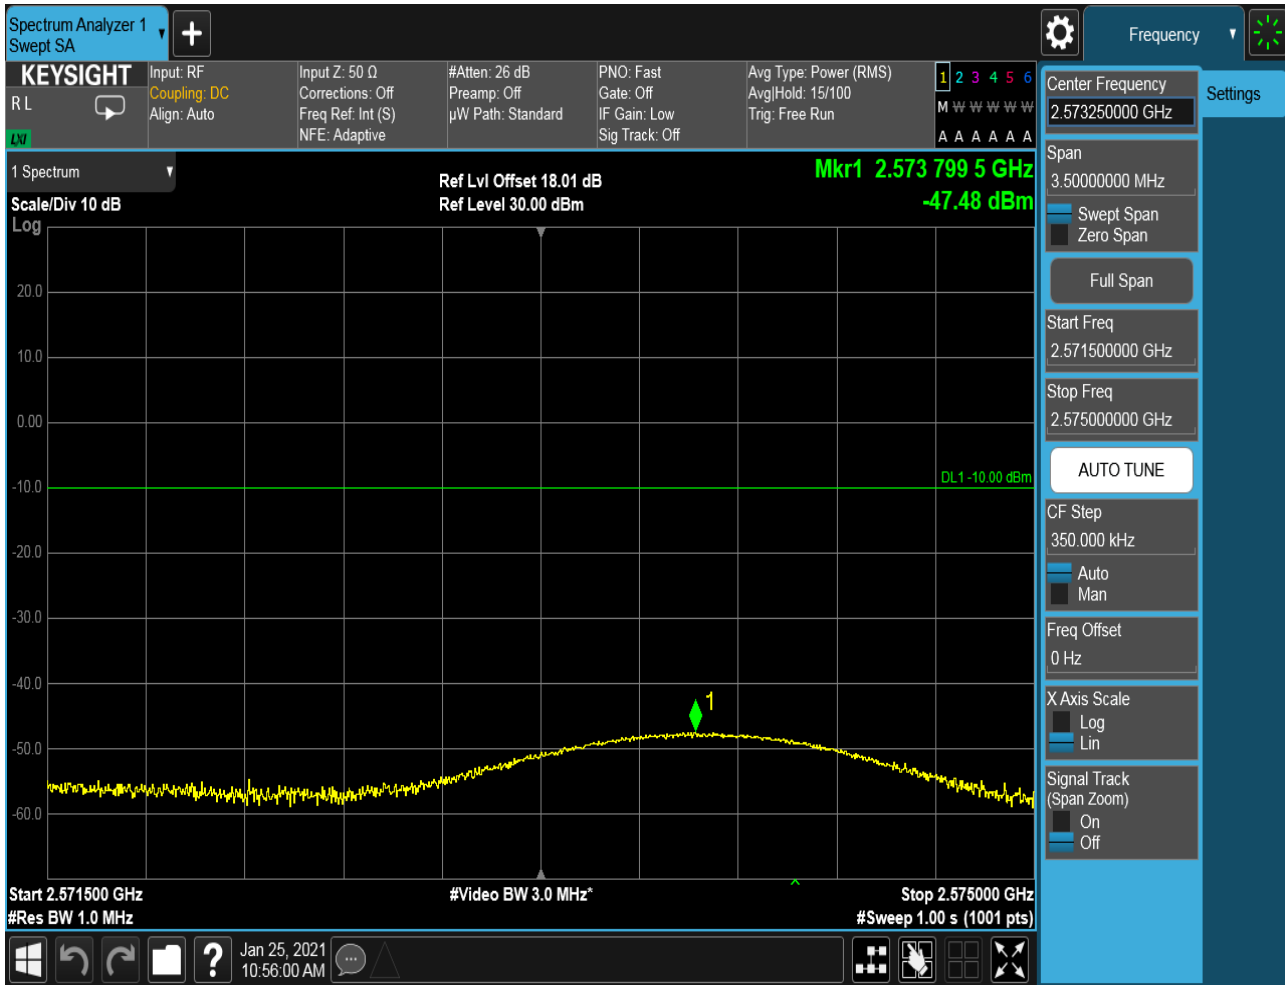 Spectrum Analyzer 1
Swept SA
+
Frequency
KEYSIGHT
R L
LXI
Input: RF
Coupling: DC
Align: Auto
Input Z: 50 Ω
Corrections: Off
Freq Ref: Int (S)
NFE: Adaptive
#Atten: 26 dB
Preamp: Off
µW Path: Standard
PNO: Fast
Gate: Off
IF Gain: Low
Sig Track: Off
Avg Type: Power (RMS)
Avg|Hold: 15/100
Trig: Free Run
1 2 3 4 5 6
M W W W W W
A A A A A A
1 Spectrum
Scale/Div 10 dB
Log
Ref Lvl Offset 18.01 dB
Ref Level 30.00 dBm
Mkr1 2.573 799 5 GHz
-47.48 dBm
20.0
10.0
0.00
-10.0
-20.0
-30.0
-40.0
-50.0
-60.0
DL1 -10.00 dBm
1
Start 2.571500 GHz
#Res BW 1.0 MHz
#Video BW 3.0 MHz*
Stop 2.575000 GHz
#Sweep 1.00 s (1001 pts)
Center Frequency
2.573250000 GHz
Span
3.50000000 MHz
Swept Span
Zero Span
Full Span
Start Freq
2.571500000 GHz
Stop Freq
2.575000000 GHz
AUTO TUNE
CF Step
350.000 kHz
Auto
Man
Freq Offset
0 Hz
X Axis Scale
Log
Lin
Signal Track
(Span Zoom)
On
Off
Settings
?
Jan 25, 2021
10:56:00 AM